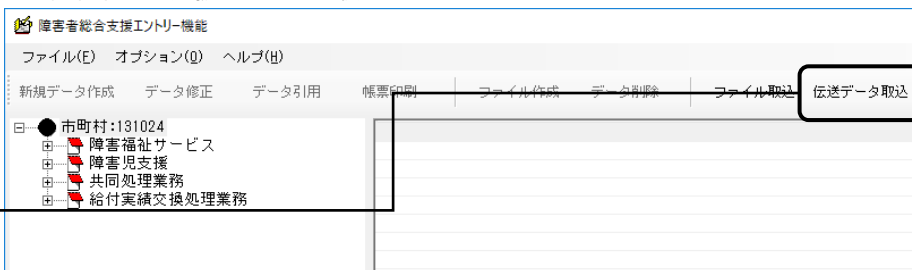 障害者総合支援エントリー機能
ファイル(F) オプション(O) ヘルプ(H)
新規データ作成 データ修正 データ引用 帳票印刷 ファイル作成 データ削除 ファイル取込 伝送データ取込
市町村:131024
障害福祉サービス
障害児支援
共同処理業務
給付実績交換処理業務